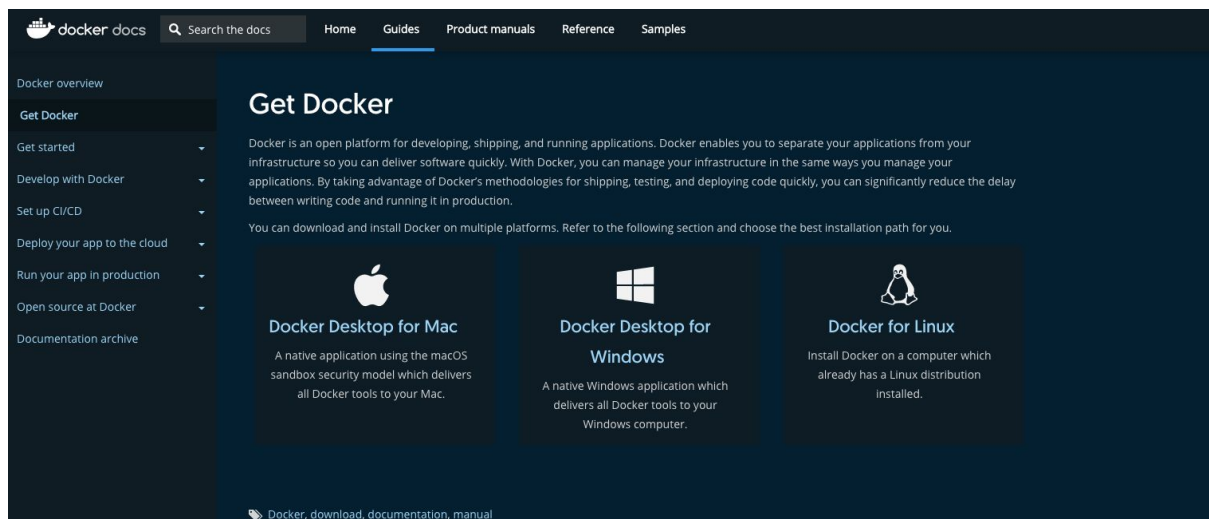 docker docs
Search the docs
Home
Guides
Product manuals
Reference
Samples
Docker overview
Get Docker
Get started
Develop with Docker
Set up CI/CD
Deploy your app to the cloud
Run your app in production
Open source at Docker
Documentation archive
Get Docker
Docker is an open platform for developing, shipping, and running applications. Docker enables you to separate your applications from your
infrastructure so you can deliver software quickly. With Docker, you can manage your infrastructure in the same ways you manage your
applications. By taking advantage of Docker's methodologies for shipping, testing, and deploying code quickly, you can significantly reduce the delay
between writing code and running it in production.
You can download and install Docker on multiple platforms. Refer to the following section and choose the best installation path for you.
Docker Desktop for Mac
A native application using the macOS
sandbox security model which delivers
all Docker tools to your Mac.
Docker Desktop for
Windows
A native Windows application which
delivers all Docker tools to your
Windows computer.
Docker for Linux
Install Docker on a computer which
already has a Linux distribution
installed.
Docker, download, documentation, manual